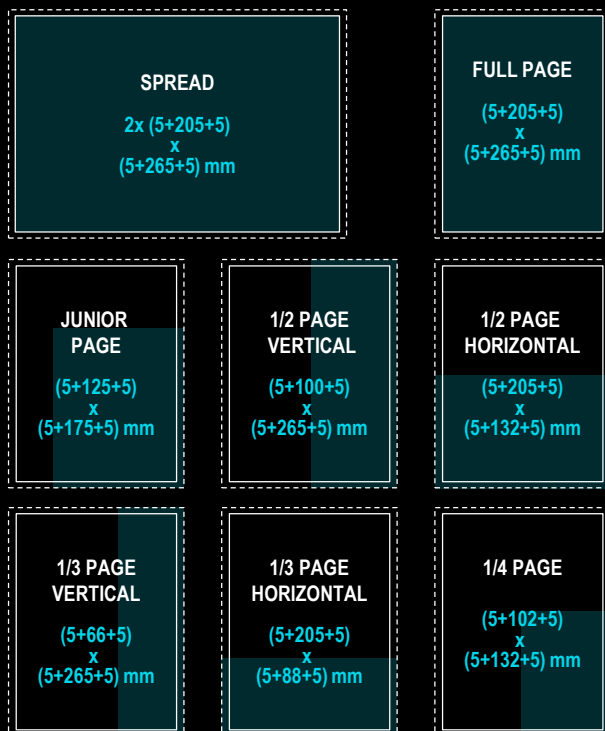 SPREAD
2x (5+205+5)
x
(5+265+5) mm
FULL PAGE
(5+205+5)
x
(5+265+5) mm
JUNIOR
PAGE
(5+125+5)
x
(5+175+5) mm
1/2 PAGE
VERTICAL
(5+100+5)
x
(5+265+5) mm
1/2 PAGE
HORIZONTAL
(5+205+5)
x
(5+132+5) mm
1/3 PAGE
VERTICAL
(5+66+5)
x
(5+265+5) mm
1/3 PAGE
HORIZONTAL
(5+205+5)
x
(5+88+5) mm
1/4 PAGE
(5+102+5)
x
(5+132+5) mm